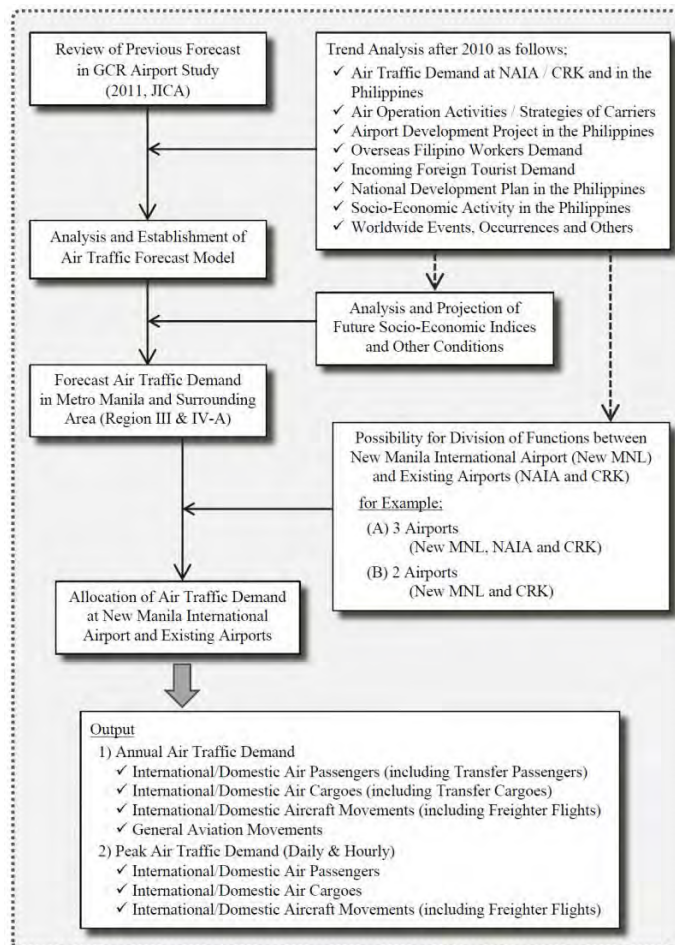 Review of Previous Forecast
in GCR Airport Study
(2011, JICA)
Trend Analysis after 2010 as follows;
✓ Air Traffic Demand at NAIA / CRK and in the
Philippines
✓ Air Operation Activities / Strategies of Carriers
✓ Airport Development Project in the Philippines
✓ Overseas Filipino Workers Demand
✓ Incoming Foreign Tourist Demand
✓ National Development Plan in the Philippines
✓ Socio-Economic Activity in the Philippines
✓ Worldwide Events, Occurrences and Others
Analysis and Establishment of
Air Traffic Forecast Model
Analysis and Projection of
Future Socio-Economic Indices
and Other Conditions
Forecast Air Traffic Demand
in Metro Manila and Surrounding
Area (Region III & IV-A)
Possibility for Division of Functions between
New Manila International Airport (New MNL)
and Existing Airports (NAIA and CRK)
for Example;
(A) 3 Airports
(New MNL, NAIA and CRK)
(B) 2 Airports
(New MNL and CRK)
Allocation of Air Traffic Demand
at New Manila International
Airport and Existing Airports
Output
1) Annual Air Traffic Demand
✓ International/Domestic Air Passengers (including Transfer Passengers)
✓ International/Domestic Air Cargoes (including Transfer Cargoes)
✓ International/Domestic Aircraft Movements (including Freighter Flights)
✓ General Aviation Movements
2) Peak Air Traffic Demand (Daily & Hourly)
✓ International/Domestic Air Passengers
✓ International/Domestic Air Cargoes
✓ International/Domestic Aircraft Movements (including Freighter Flights)